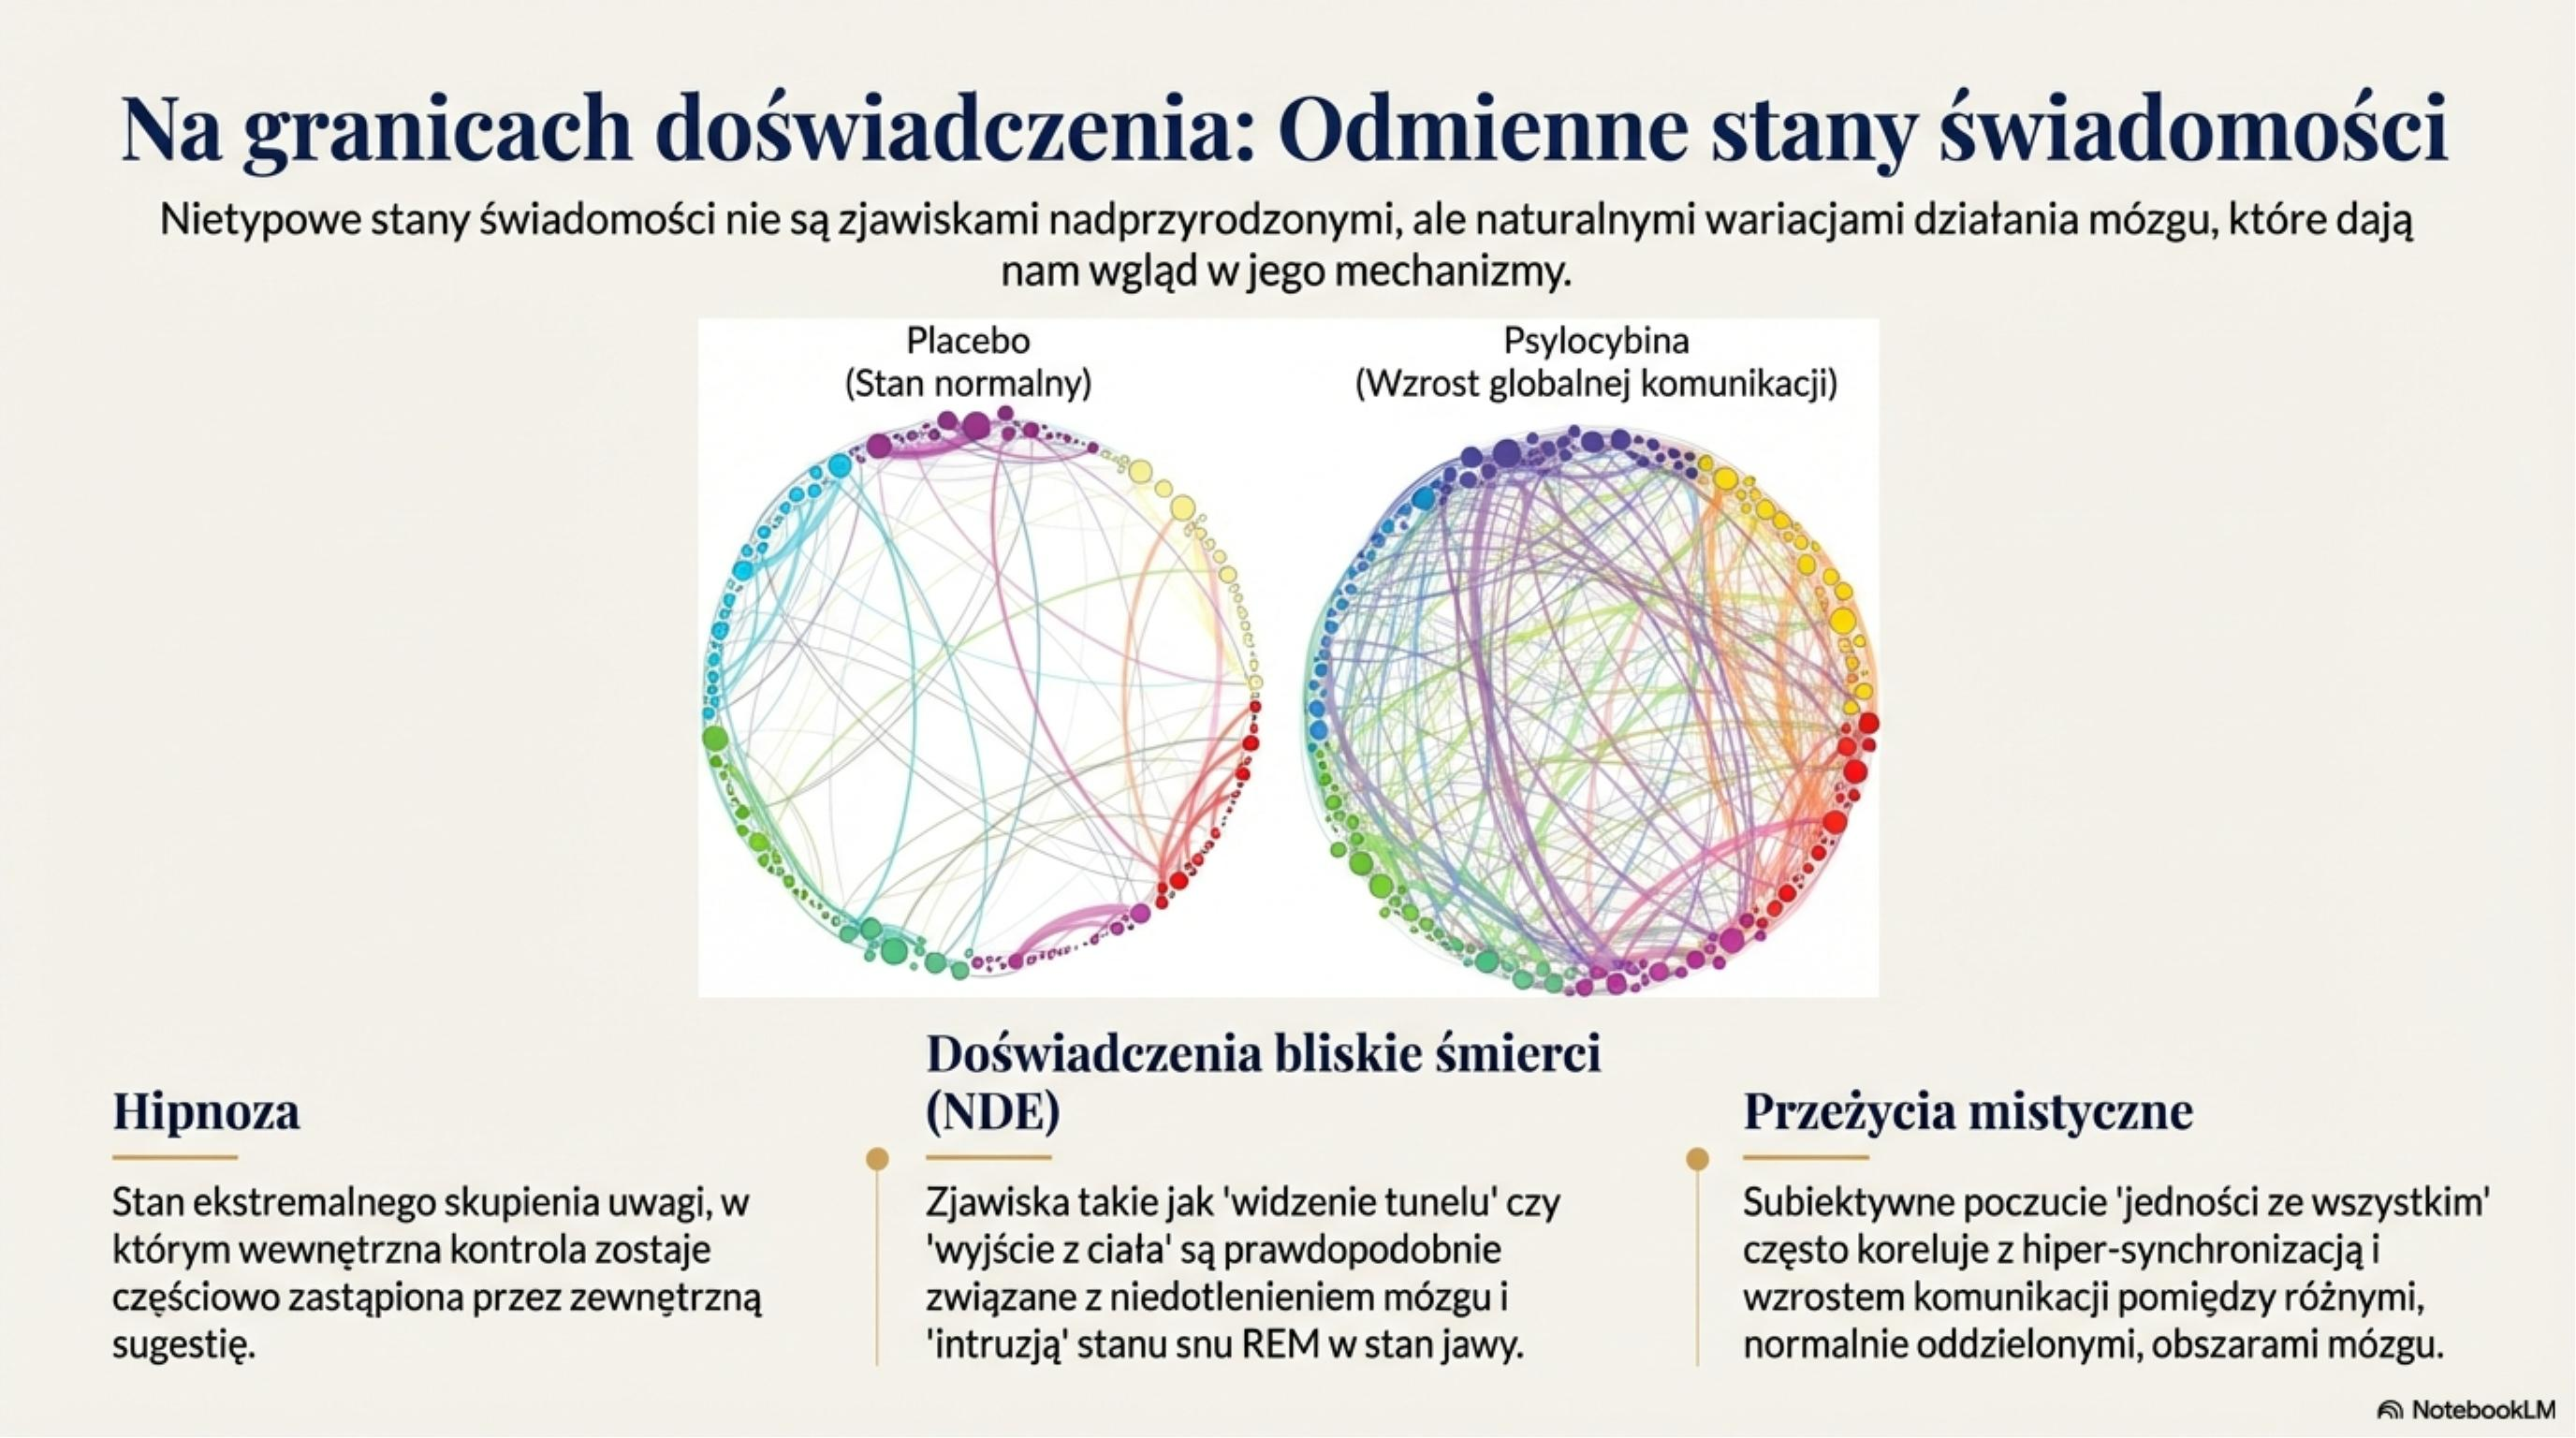 Na granicach doświadczenia: Odmienne stany świadomości
Nietypowe stany świadomości nie są zjawiskami nadprzyrodzonymi, ale naturalnymi wariacjami działania mózgu, które dają
nam wgląd w jego mechanizmy.
Placebo
(Stan normalny)
Psylocybina
(Wzrost globalnej komunikacji)
Hipnoza
Stan ekstremalnego skupienia uwagi, w
którym wewnętrzna kontrola zostaje
częściowo zastąpiona przez zewnętrzną
sugestię.
Doświadczenia bliskie śmierci
(NDE)
Zjawiska takie jak 'widzenie tunelu' czy
'wyjście z ciała' są prawdopodobnie
związane z niedotlenieniem mózgu i
'intruzją' stanu snu REM w stan jawy.
Przeżycia mistyczne
Subiektywne poczucie 'jedności ze wszystkim'
często koreluje z hiper-synchronizacją i
wzrostem komunikacji pomiędzy różnymi,
normalnie oddzielonymi, obszarami mózgu.
NotebookLM